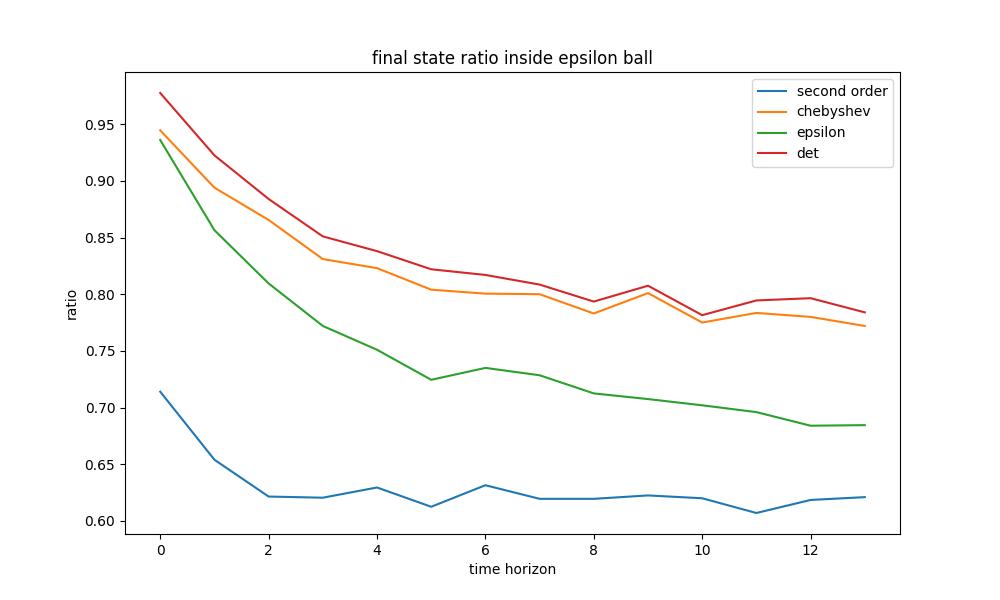 final state ratio inside epsilon ball
second order
chebyshev
epsilon
det
ratio
0.95
0.90
0.85
0.80
0.75
0.70
0.65
0.60
0 2 4 6 8 10 12
time horizon